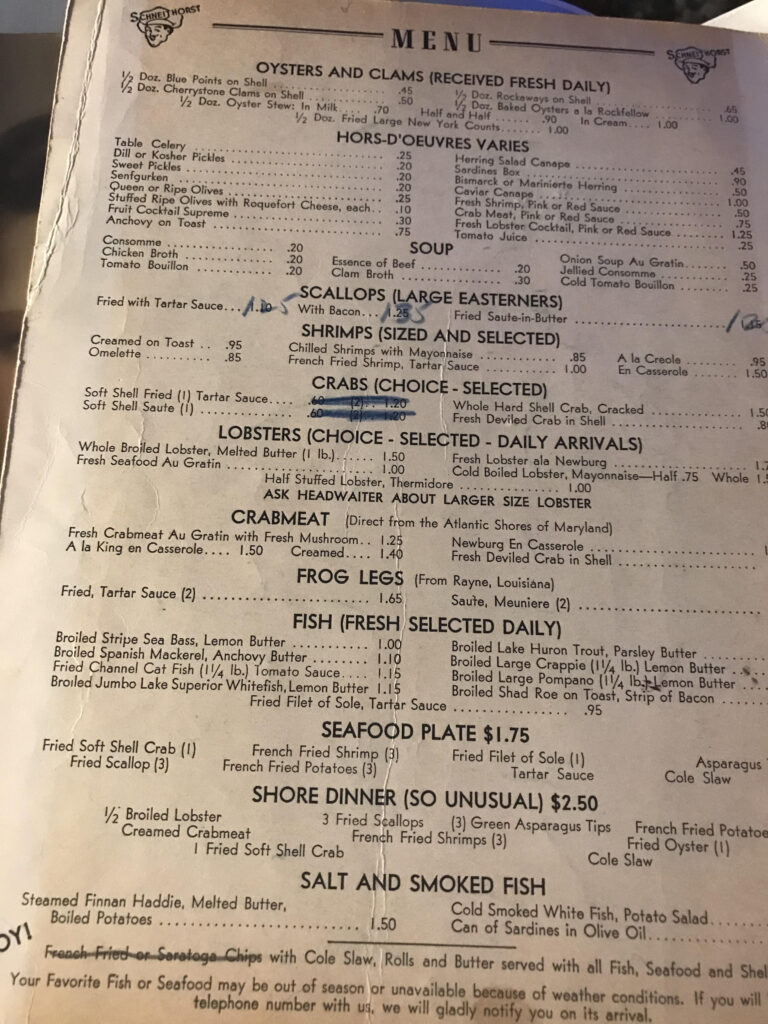 SCHNEITHORST
MENU
SCHNEITHORST
OYSTERS AND CLAMS (RECEIVED FRESH DAILY)
½ Doz. Blue Points on Shell .45 ½ Doz. Rockaways on Shell .65
½ Doz. Cherrystone Clams on Shell .50 ½ Doz. Baked Oysters a la Rockfellow 1.00
½ Doz. Oyster Stew: In Milk .70 Half and Half .90 In Cream 1.00
½ Doz. Fried Large New York Counts 1.00
HORS-D'OEUVRES VARIES
Table Celery .25 Herring Salad Canape .45
Dill or Kosher Pickles .20 Sardines Box .90
Sweet Pickles .20 Bismarck or Marinierte Herring .50
Senfgurken .20 Caviar Canape 1.00
Queen or Ripe Olives .25 Fresh Shrimp, Pink or Red Sauce .50
Stuffed Ripe Olives with Roquefort Cheese, each .10 Crab Meat, Pink or Red Sauce .75
Fruit Cocktail Supreme .30 Fresh Lobster Cocktail, Pink or Red Sauce 1.25
Anchovy on Toast .75 Tomato Juice .25
SOUP
Consomme .20 Essence of Beef .20 Onion Soup Au Gratin .50
Chicken Broth .20 Clam Broth .30 Jellied Consomme .25
Tomato Bouillon .20 Cold Tomato Bouillon .25
SCALLOPS (LARGE EASTERNERS)
Fried with Tartar Sauce 1.25 With Bacon 1.25 1.35 Fried Saute-in-Butter
SHRIMPS (SIZED AND SELECTED)
Creamed on Toast .95 Chilled Shrimps with Mayonnaise .85 A la Creole .95
Omelette .85 French Fried Shrimp, Tartar Sauce 1.00 En Casserole 1.50
CRABS (CHOICE - SELECTED)
Soft Shell Fried (1) Tartar Sauce .60 (2) 1.20 Whole Hard Shell Crab, Cracked
Soft Shell Saute (1) .60 (2) 1.20 Fresh Deviled Crab in Shell
LOBSTERS (CHOICE - SELECTED - DAILY ARRIVALS)
Whole Broiled Lobster, Melted Butter (1 lb.) 1.50 Fresh Lobster ala Newburg
Fresh Seafood Au Gratin 1.00 Cold Boiled Lobster, Mayonnaise—Half .75 Whole
Half Stuffed Lobster, Thermidore 1.00
ASK HEADWAITER ABOUT LARGER SIZE LOBSTER
CRABMEAT (Direct from the Atlantic Shores of Maryland)
Fresh Crabmeat Au Gratin with Fresh Mushroom 1.25 Newburg En Casserole
A la King en Casserole 1.50 Creamed 1.40 Fresh Deviled Crab in Shell
FROG LEGS (From Rayne, Louisiana)
Fried, Tartar Sauce (2) 1.65 Saute, Meuniere (2)
FISH (FRESH SELECTED DAILY)
Broiled Stripe Sea Bass, Lemon Butter 1.00 Broiled Lake Huron Trout, Parsley Butter
Broiled Spanish Mackerel, Anchovy Butter 1.10 Broiled Large Crappie (1¼ lb.) Lemon Butter
Fried Channel Cat Fish (1¼ lb.) Tomato Sauce 1.15 Broiled Large Pompano (1¼ lb.) Lemon Butter
Broiled Jumbo Lake Superior Whitefish, Lemon Butter 1.15 Broiled Shad Roe on Toast, Strip of Bacon
Fried Filet of Sole, Tartar Sauce .95
SEAFOOD PLATE $1.75
Fried Soft Shell Crab (1) French Fried Shrimp (3) Fried Filet of Sole (1) Asparagus
Fried Scallop (3) French Fried Potatoes (3) Tartar Sauce Cole Slaw
SHORE DINNER (SO UNUSUAL) $2.50
½ Broiled Lobster 3 Fried Scallops (3) Green Asparagus Tips French Fried Potatoe
Creamed Crabmeat French Fried Shrimps (3) Fried Oyster (1)
1 Fried Soft Shell Crab Cole Slaw
SALT AND SMOKED FISH
Steamed Finnan Haddie, Melted Butter, Cold Smoked White Fish, Potato Salad
Boiled Potatoes 1.50 Can of Sardines in Olive Oil
OY!
French Fried or Saratoga Chips with Cole Slaw, Rolls and Butter served with all Fish, Seafood and Shel
Your Favorite Fish or Seafood may be out of season or unavailable because of weather conditions. If you will
telephone number with us, we will gladly notify you on its arrival.